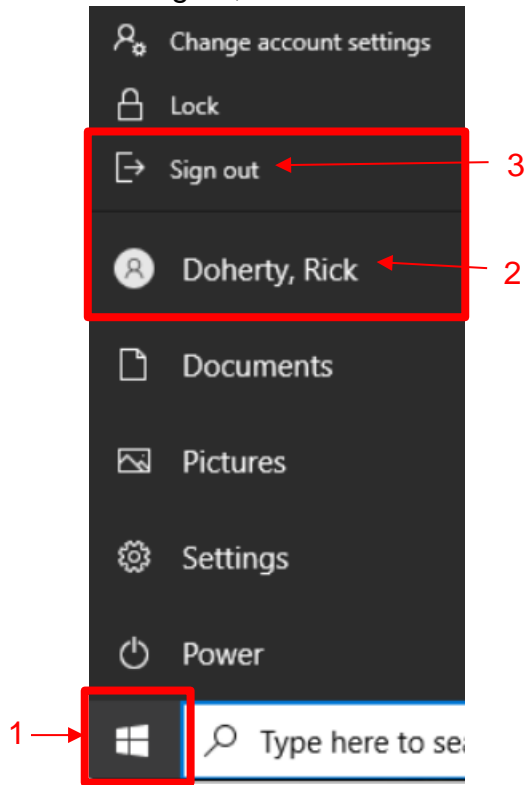 Change account settings
Lock
Sign out
3
Doherty, Rick
2
Documents
Pictures
Settings
Power
1
Type here to sea